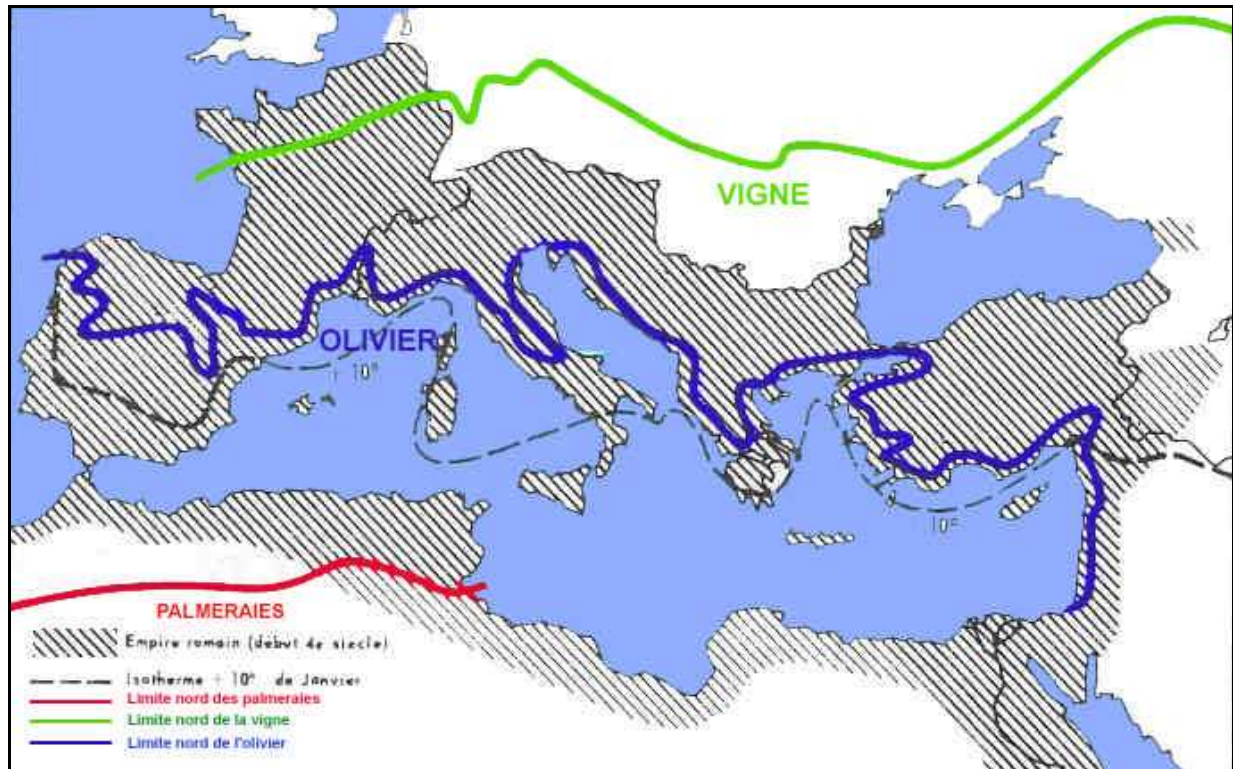 VIGNE
OLIVIER
+ 10°
10°
PALMERAIES
Empire romain (début 4e siècle)
Isotherme + 10° de Janvier
Limite nord des palmeraies
Limite nord de la vigne
Limite nord de l'olivier